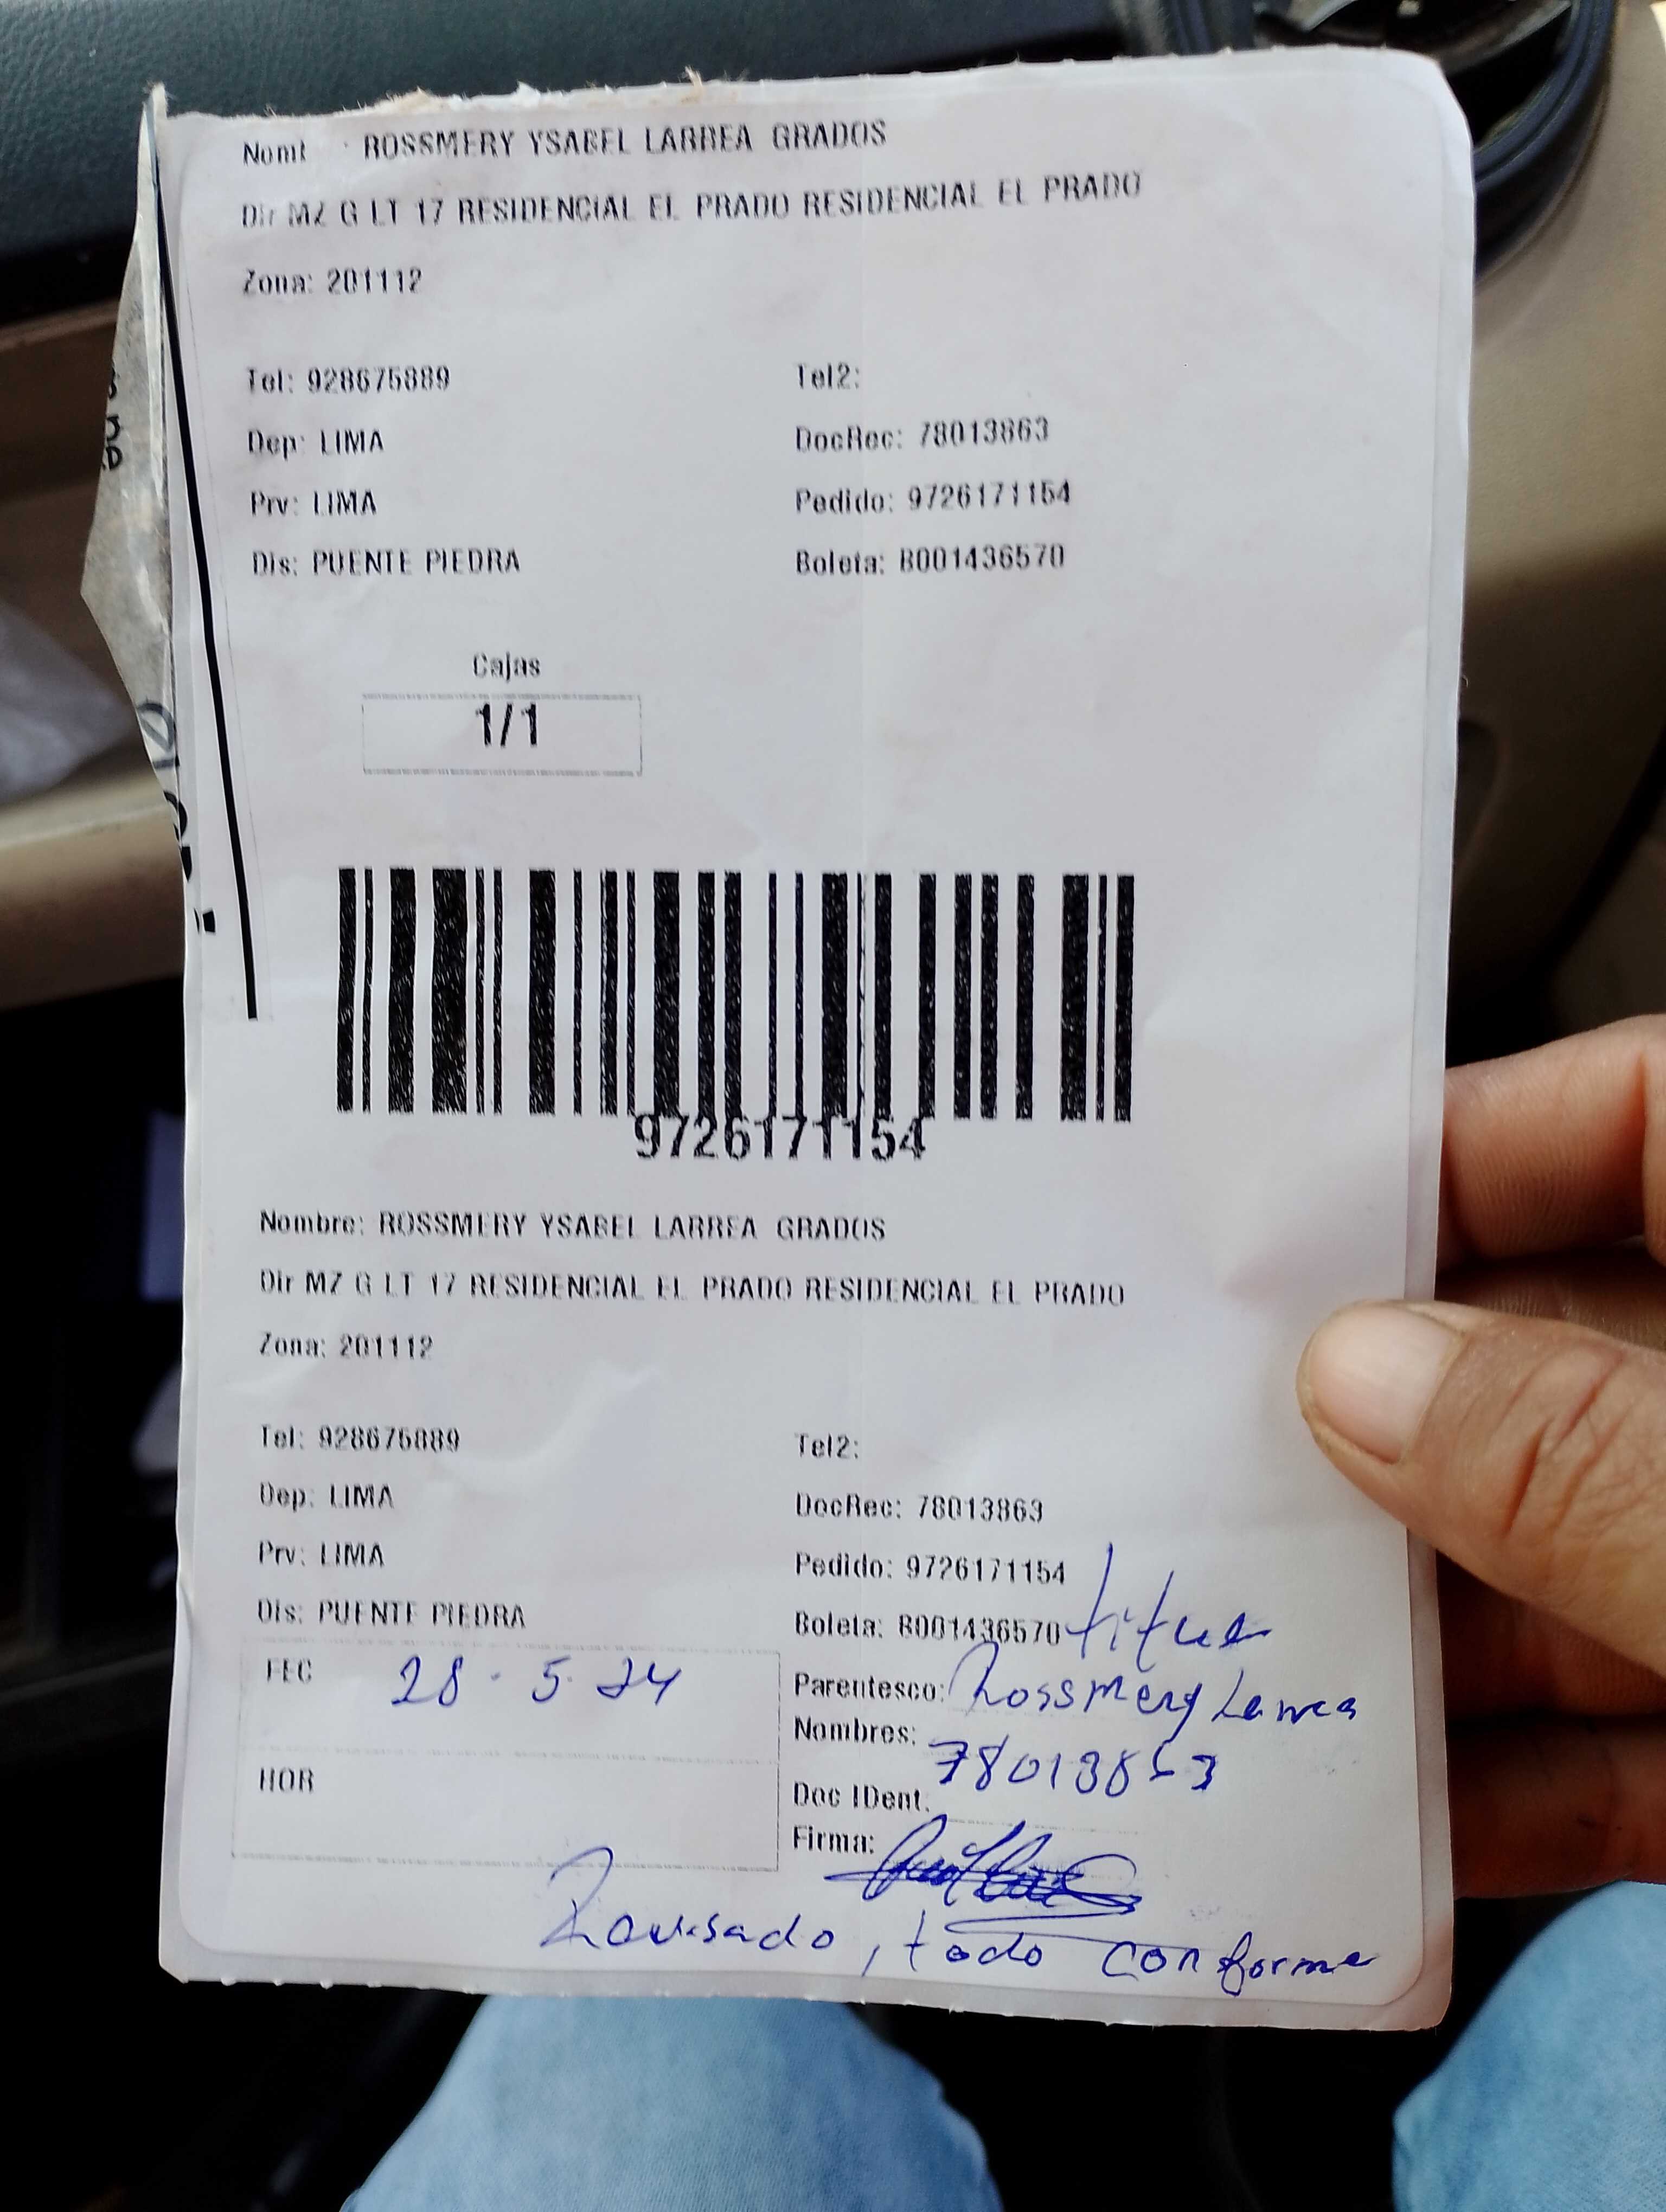 Nomb : ROSSMERY YSABEL LARREA GRADOS
Dir MZ G LT 17 RESIDENCIAL EL PRADO RESIDENCIAL EL PRADO
Zona: 201112
Tel: 928675889 Tel2:
Dep: LIMA DocRec: 78013863
Prv: LIMA Pedido: 9726171154
Dis: PUENTE PIEDRA Boleta: B001436570
Cajas
1/1
9726171154
Nombre: ROSSMERY YSABEL LARREA GRADOS
Dir MZ G LT 17 RESIDENCIAL EL PRADO RESIDENCIAL EL PRADO
Zona: 201112
Tel: 928675889 Tel2:
Dep: LIMA DocRec: 78013863
Prv: LIMA Pedido: 9726171154
Dis: PUENTE PIEDRA Boleta: B001436570
FEC 28-5-24 Parentesco: Rossmery Larrea
Nombres: 78013863
HOR Doc IDent.
Firma:
Revisado, todo conforme